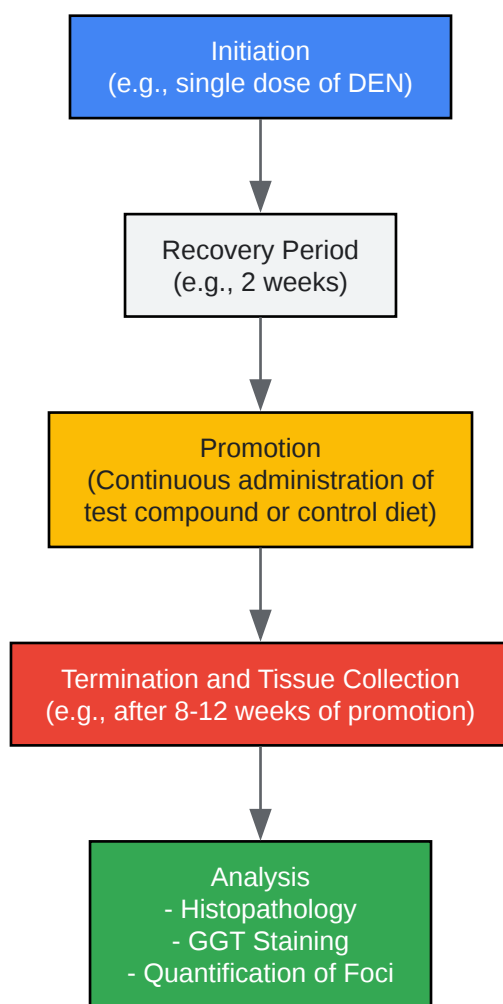 Initiation
(e.g., single dose of DEN)
Recovery Period
(e.g., 2 weeks)
Promotion
(Continuous administration of
test compound or control diet)
Termination and Tissue Collection
(e.g., after 8-12 weeks of promotion)
Analysis
- Histopathology
- GGT Staining
- Quantification of Foci